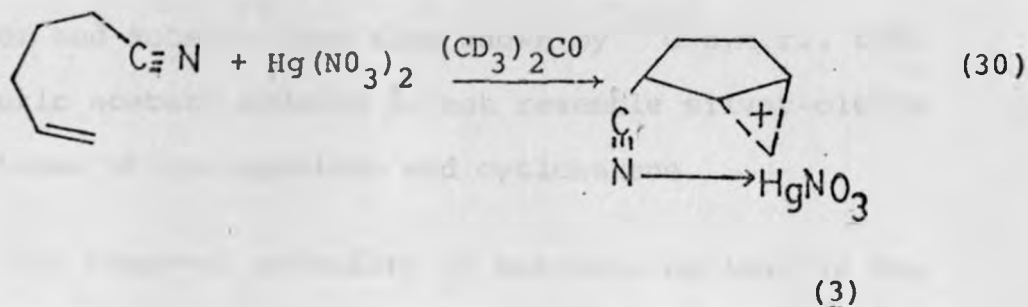 (CD₃)₂CO
C≡N + Hg(NO₃)₂ (30)
+
C
≡
N HgNO₃
(3)